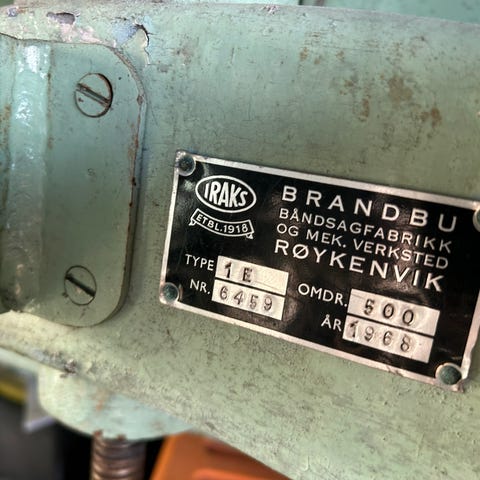 IRAKS
ETBL. 1918
BRANDBU
BÅNDSAGFABRIKK
OG MEK. VERKSTED
RØYKENVIK
TYPE 1E
NR. 6459
OMDR. 500
ÅR 1968